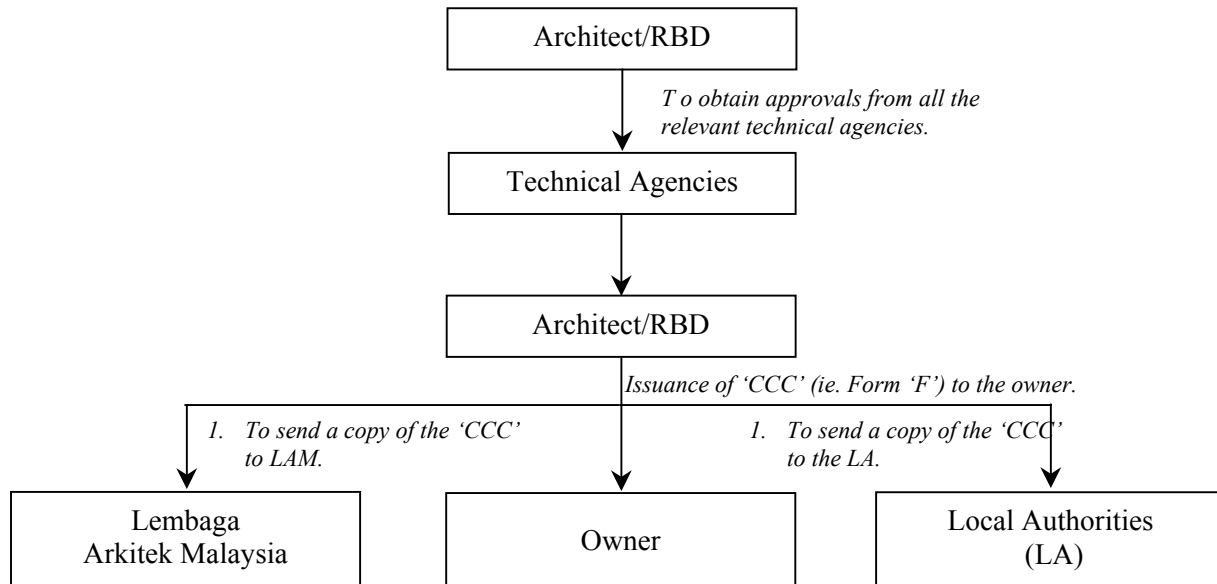 Architect/RBD
T o obtain approvals from all the
relevant technical agencies.
Technical Agencies
Architect/RBD
Issuance of ‘CCC’ (ie. Form ‘F’) to the owner.
1. To send a copy of the ‘CCC’
to LAM.
1. To send a copy of the ‘CCC’
to the LA.
Lembaga
Arkitek Malaysia
Owner
Local Authorities
(LA)